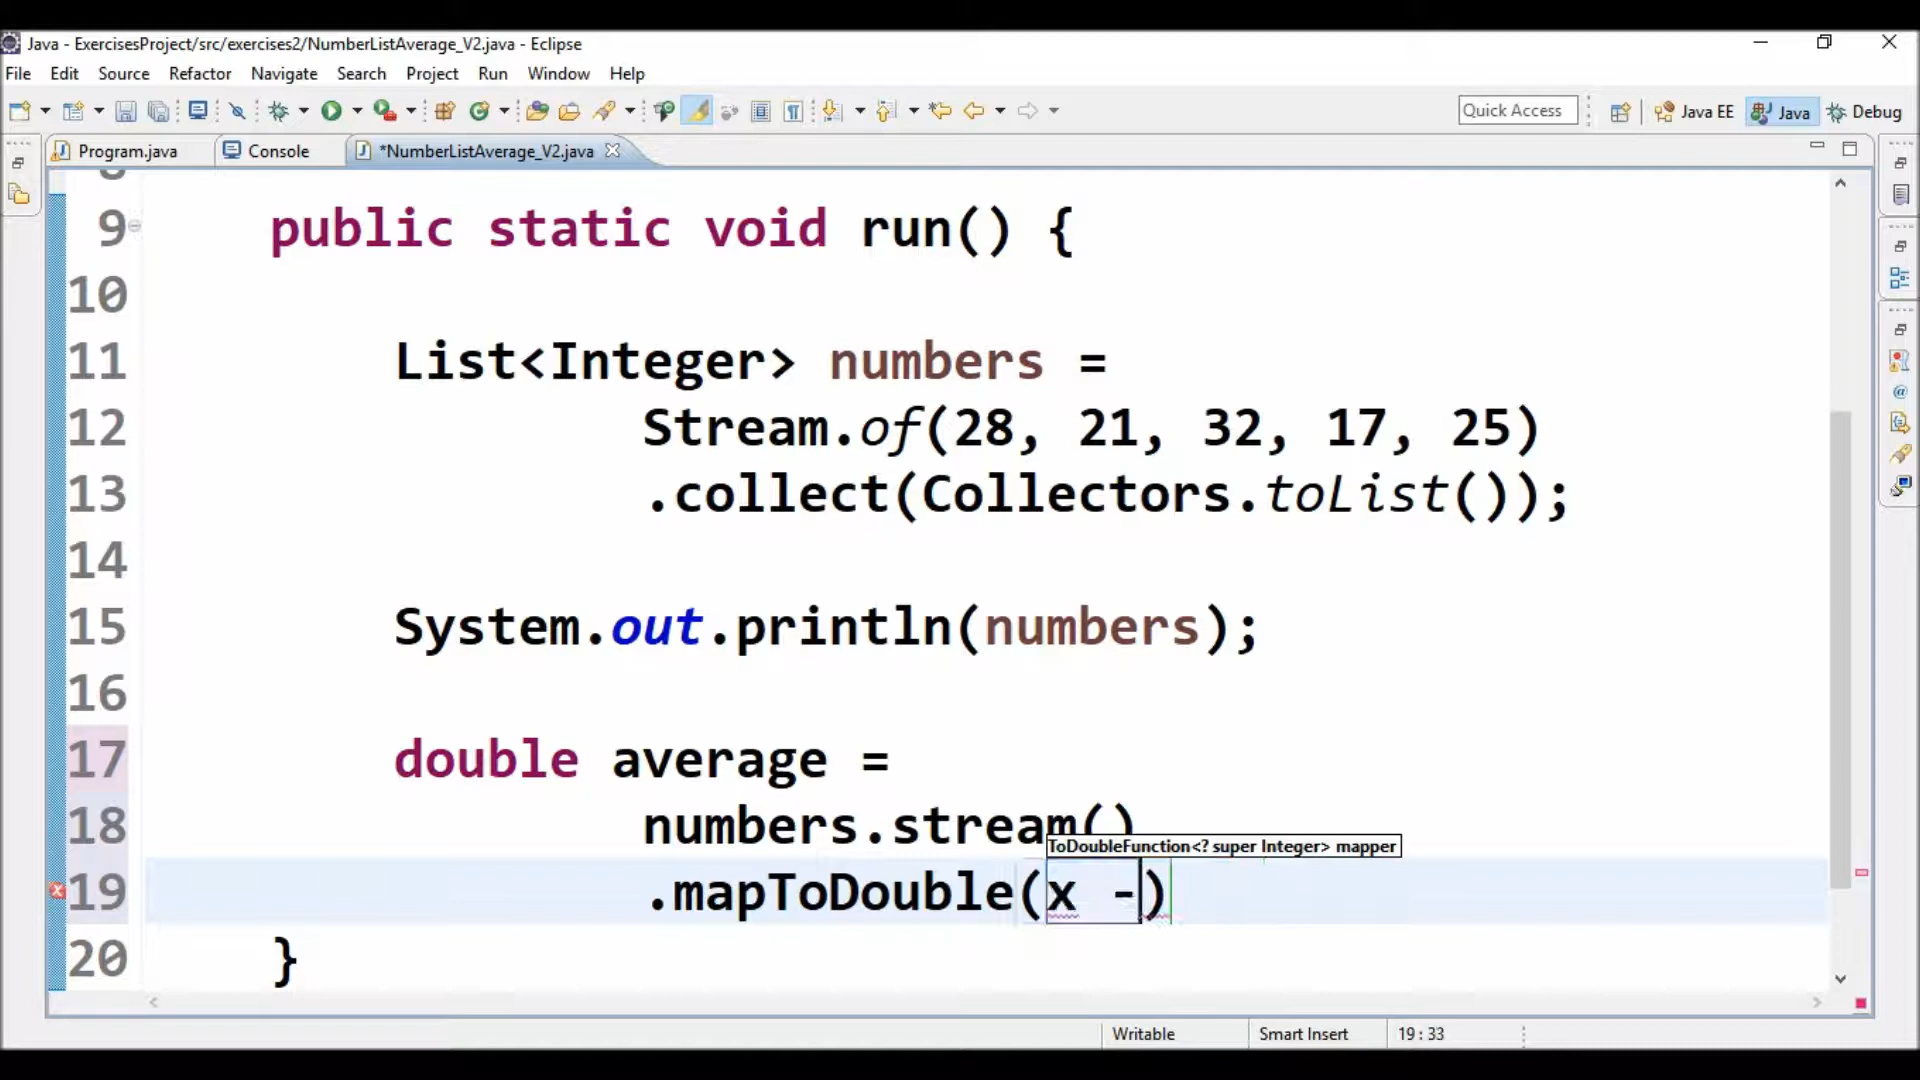 Java - ExercisesProject/src/exercises2/NumberListAverage_V2.java - Eclipse
File Edit Source Refactor Navigate Search Project Run Window Help
Quick Access Java EE Java Debug
Program.java Console *NumberListAverage_V2.java
9 public static void run() {
10
11 List<Integer> numbers =
12 Stream.of(28, 21, 32, 17, 25)
13 .collect(Collectors.toList());
14
15 System.out.println(numbers);
16
17 double average =
18 numbers.stream()
ToDoubleFunction<? super Integer> mapper
19 .mapToDouble(x -)
20 }
Writable Smart Insert 19 : 33